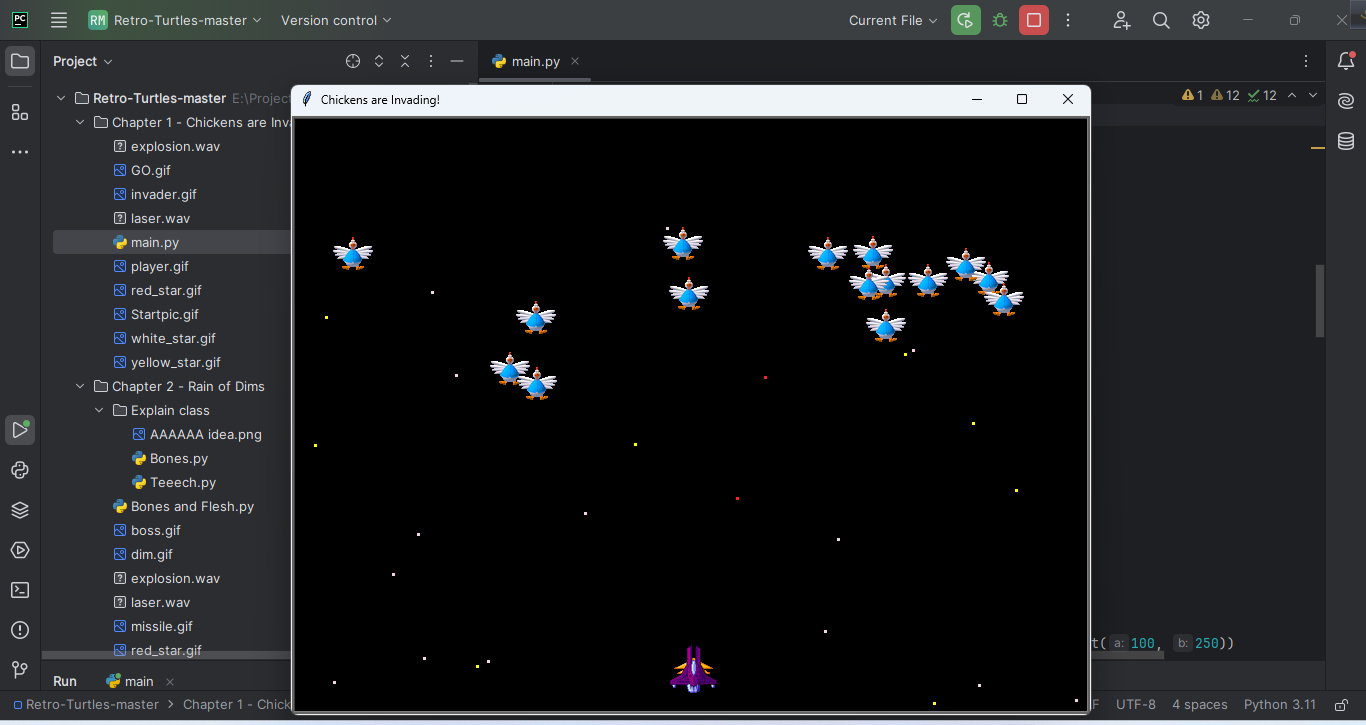 PC
RM Retro-Turtles-master Version control Current File
Project main.py
Retro-Turtles-master E:\Projec
Chickens are Invading!
1 12 12
Chapter 1 - Chickens are Inva
explosion.wav
GO.gif
invader.gif
laser.wav
main.py
player.gif
red_star.gif
Startpic.gif
white_star.gif
yellow_star.gif
Chapter 2 - Rain of Dims
Explain class
AAAAAA idea.png
Bones.py
Teeech.py
Bones and Flesh.py
boss.gif
dim.gif
explosion.wav
laser.wav
missile.gif
t( a: 100, b: 250))
red_star.gif
Run main
Retro-Turtles-master > Chapter 1 - Chick
F UTF-8 4 spaces Python 3.11